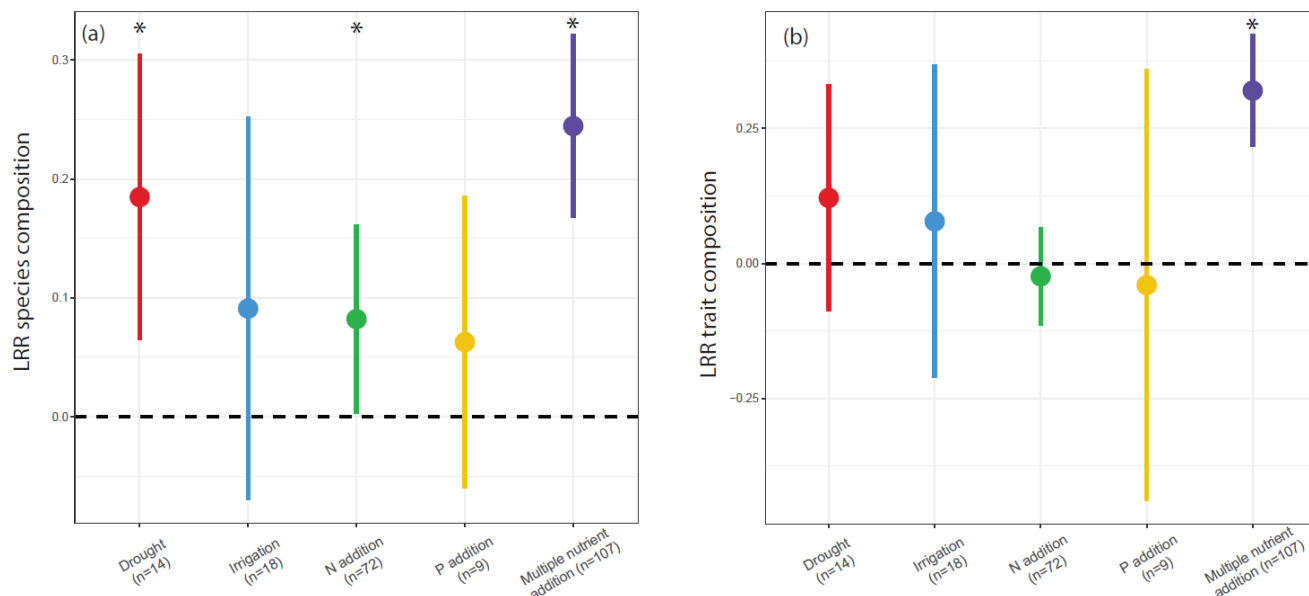 (a)
*
*
*
0.3
0.2
0.1
0.0
LRR species composition
Drought
(n=14)
Irrigation
(n=18)
N addition
(n=72)
P addition
(n=9)
Multiple nutrient
addition (n=107)
(b)
*
0.25
0.00
−0.25
LRR trait composition
Drought
(n=14)
Irrigation
(n=18)
N addition
(n=72)
P addition
(n=9)
Multiple nutrient
addition (n=107)